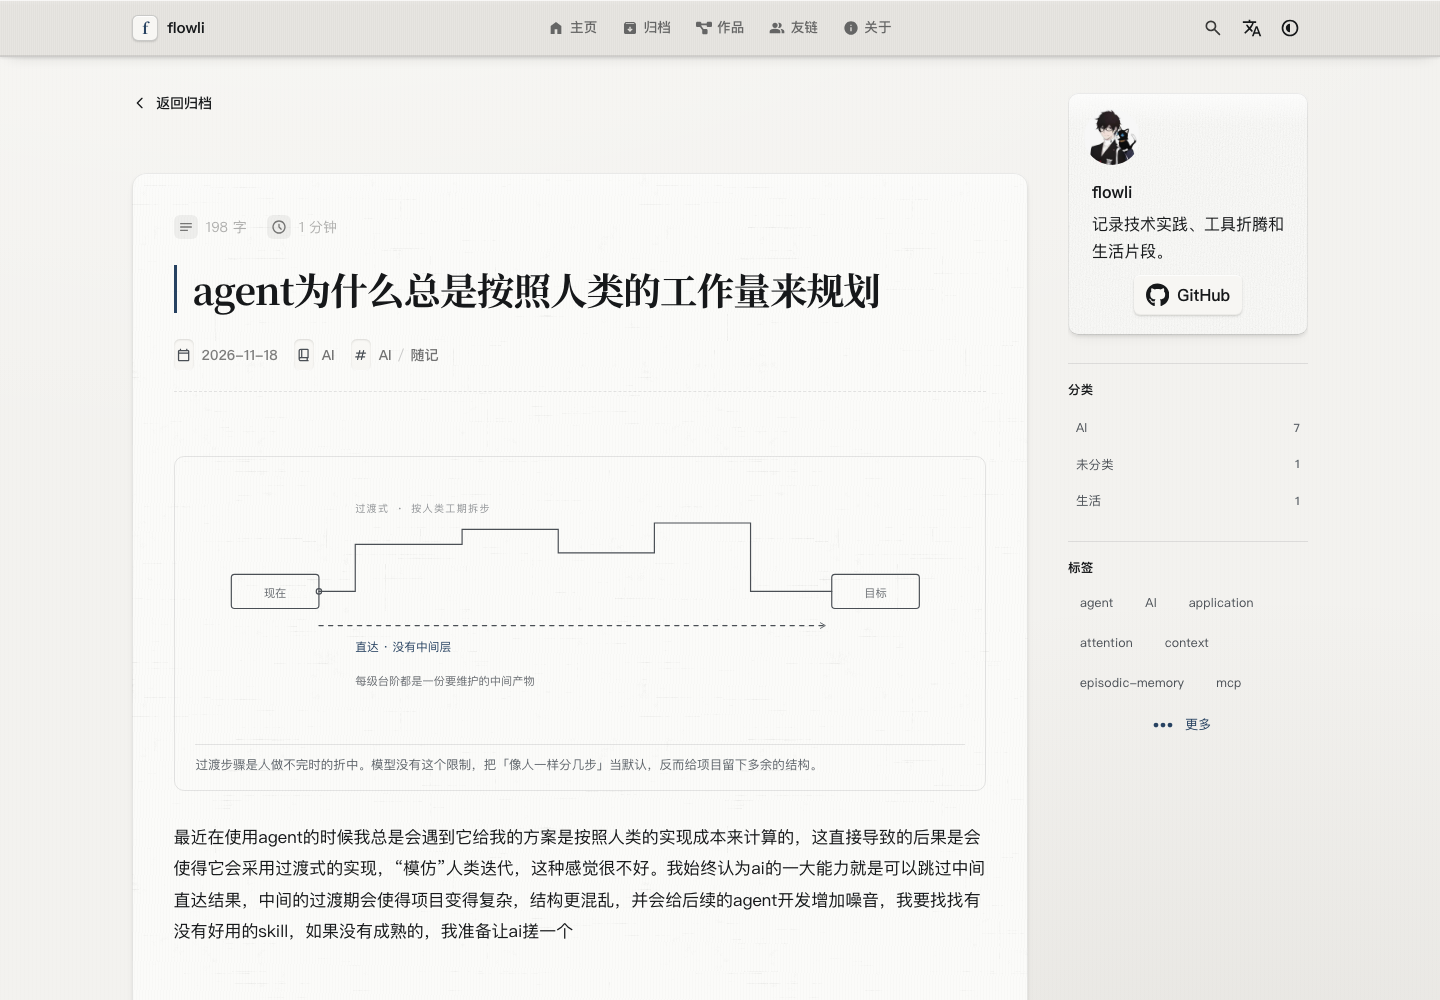 f flowli
主页 归档 作品 友链 关于
返回归档
198 字 1 分钟
agent为什么总是按照人类的工作量来规划
2026-11-18 AI # AI / 随记
过渡式 · 按人类工期拆步
现在
目标
直达 · 没有中间层
每级台阶都是一份要维护的中间产物
过渡步骤是人做不完时的折中。模型没有这个限制，把「像人一样分几步」当默认，反而给项目留下多余的结构。
最近在使用agent的时候我总是会遇到它给我的方案是按照人类的实现成本来计算的，这直接导致的后果是会
使得它会采用过渡式的实现，“模仿”人类迭代，这种感觉很不好。我始终认为ai的一大能力就是可以跳过中间
直达结果，中间的过渡期会使得项目变得复杂，结构更混乱，并会给后续的agent开发增加噪音，我要找找有
没有好用的skill，如果没有成熟的，我准备让ai搓一个
flowli
记录技术实践、工具折腾和
生活片段。
GitHub
分类
AI 7
未分类 1
生活 1
标签
agent AI application
attention context
episodic-memory mcp
更多